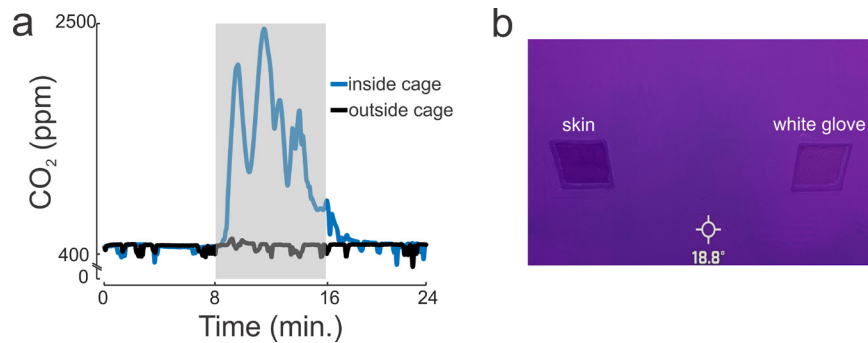 a
2500
CO2 (ppm)
400
0
inside cage
outside cage
0
8
16
24
Time (min.)
b
skin
white glove
18.8°